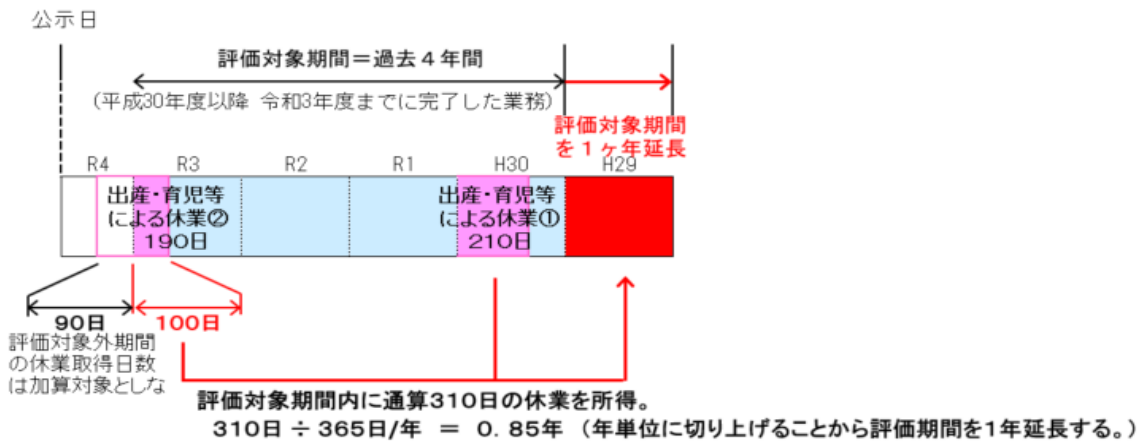 公示日
評価対象期間＝過去４年間
(平成30年度以降 令和3年度までに完了した業務)
評価対象期間
を１ヶ年延長
R4 R3 R2 R1 H30 H29
出産・育児等
による休業②
190日
出産・育児等
による休業①
210日
90日
100日
評価対象外期間
の休業取得日数
は加算対象としな
評価対象期間内に通算310日の休業を所得。
310日 ÷ 365日/年 ＝ ０．８５年 （年単位に切り上げることから評価期間を1年延長する。）